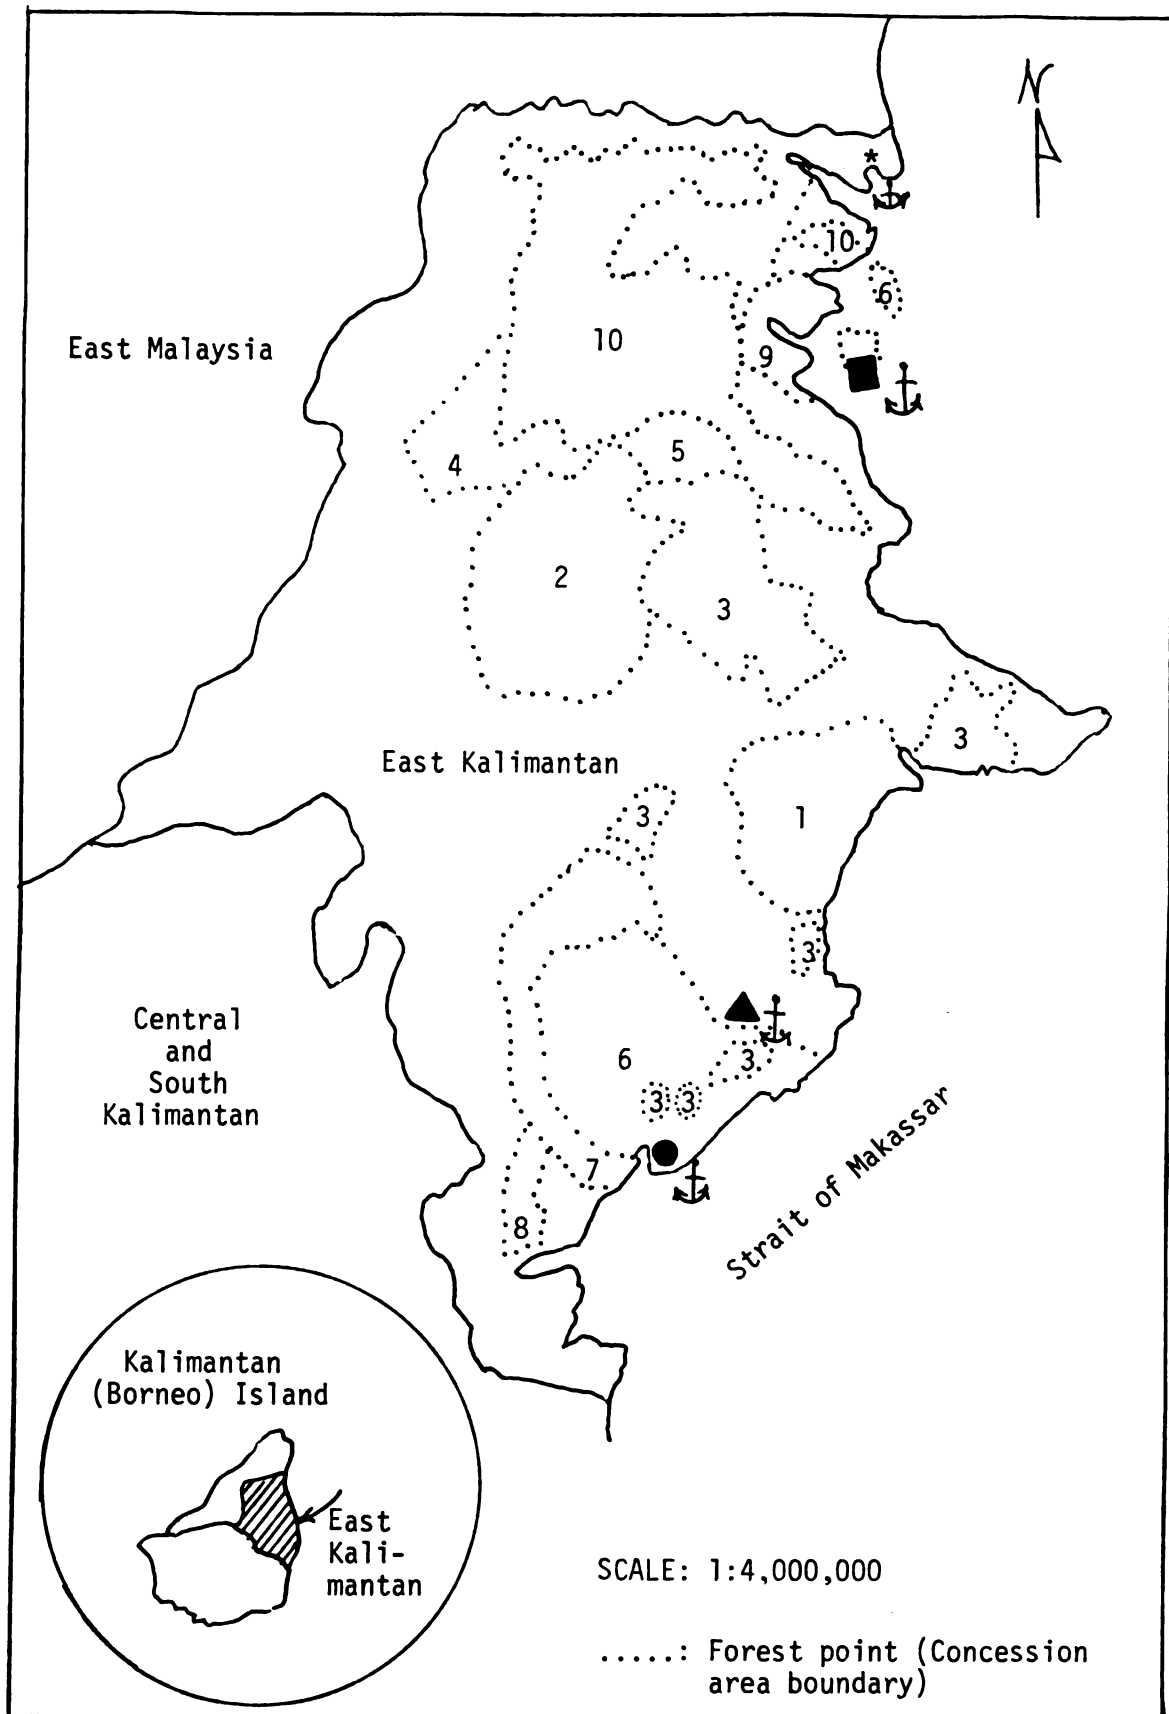 N
*
10
6
East Malaysia
10
9
5
4
2
3
3
East Kalimantan
3
1
3
Central
and
South
Kalimantan
6
3
3
3
7
8
Strait of Makassar
Kalimantan
(Borneo) Island
East
Kali-
mantan
SCALE: 1:4,000,000
.....: Forest point (Concession
area boundary)